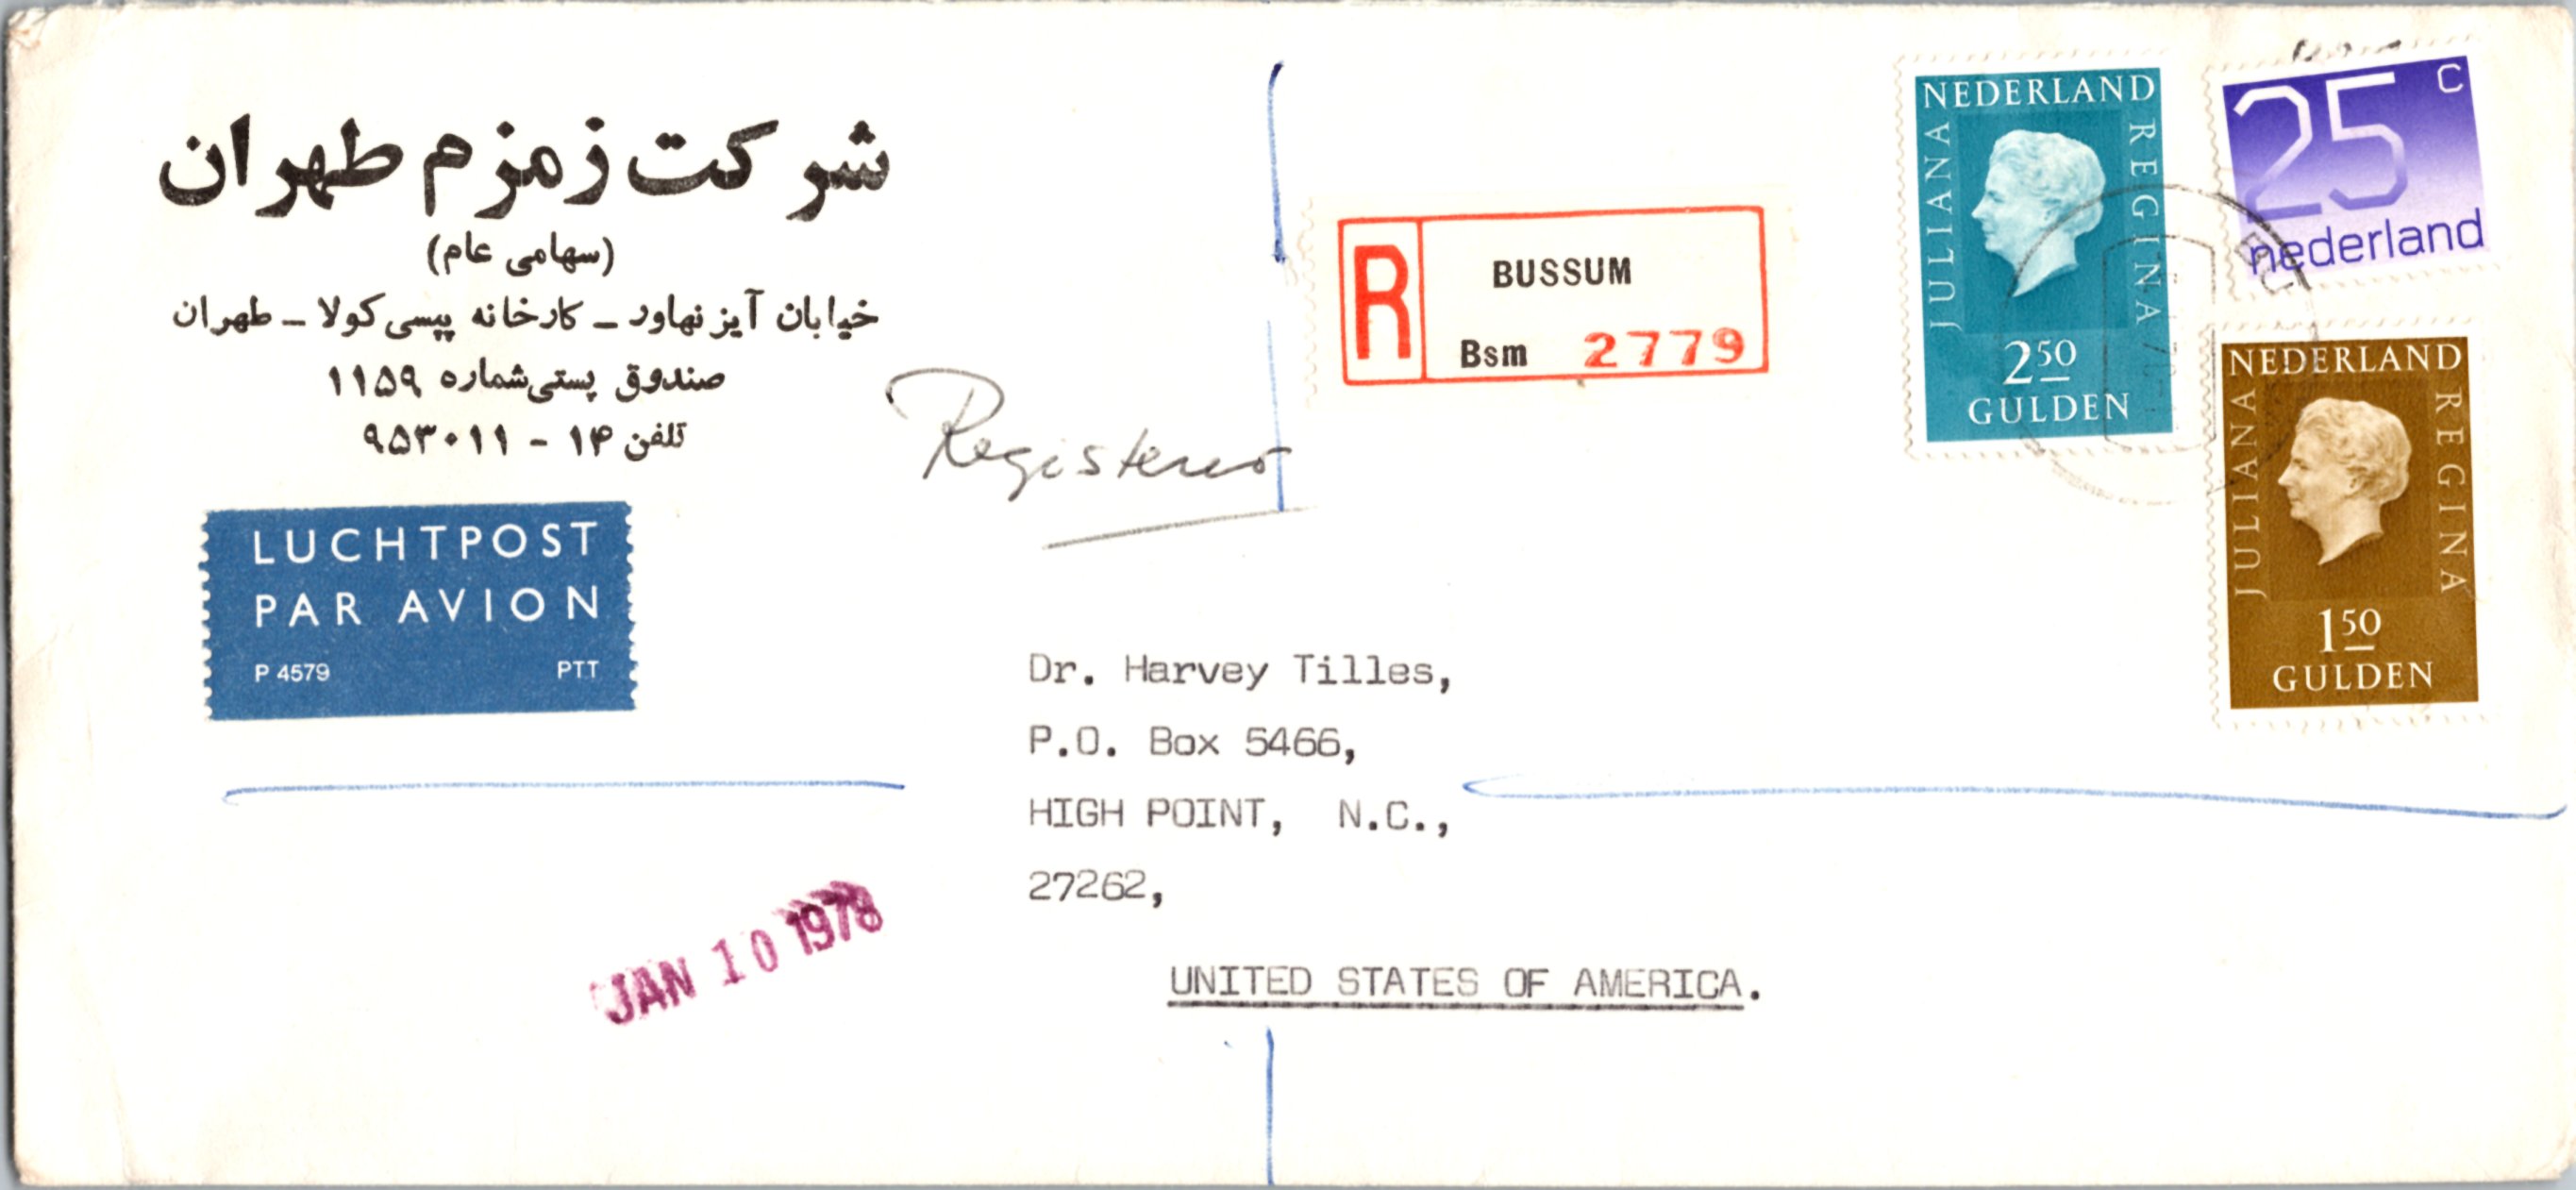 شرکت زمزم طهران
(سهامی عام)
خیابان آیزنهاور - کارخانه پپسی کولا - طهران
صندوق پستی شماره ۱۱۵۹
تلفن ۱۴ - ۹۵۳۰۱۱
LUCHTPOST
PAR AVION
P 4579 PTT
Registered
R
BUSSUM
Bsm 2779
NEDERLAND
JULIANA REGINA
2 50
GULDEN
25 C
nederland
NEDERLAND
JULIANA REGINA
1 50
GULDEN
Dr. Harvey Tilles,
P.O. Box 5466,
HIGH POINT, N.C.,
27262,
UNITED STATES OF AMERICA.
JAN 10 1978